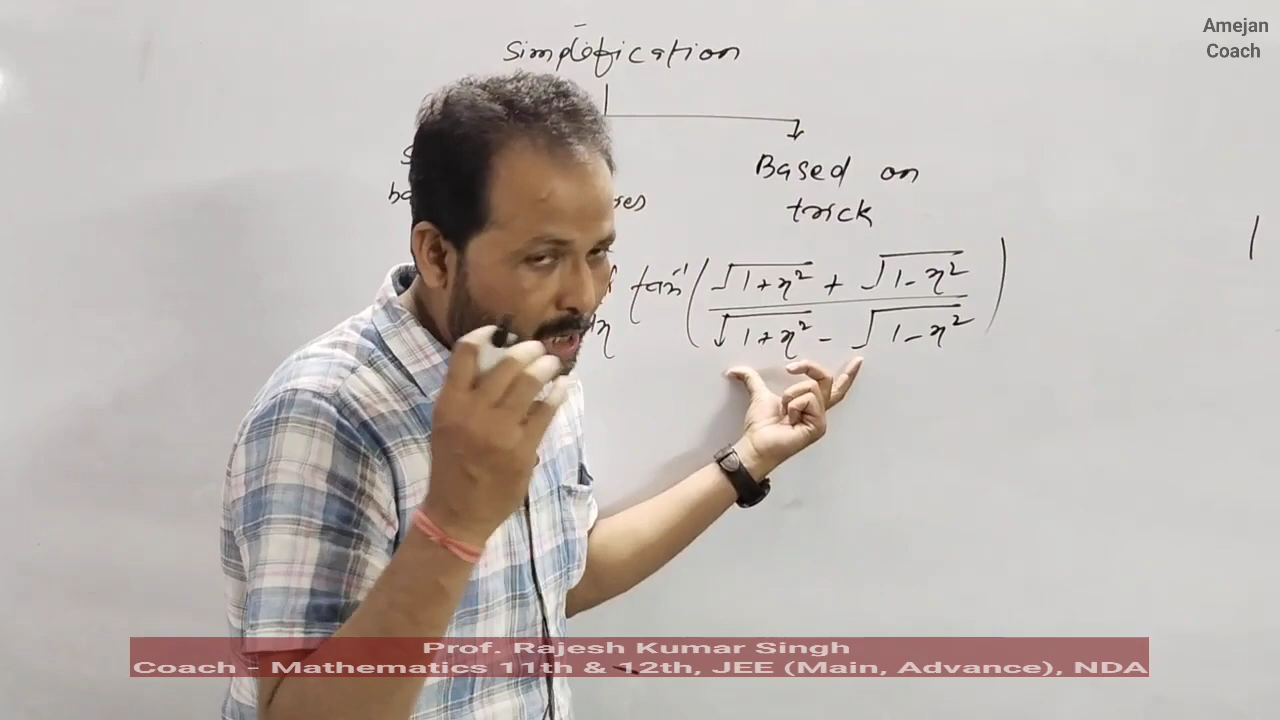 Amejan
Coach
Simplification
Based on
trick
tan⁻¹(√1+x² + √1-x² / √1+x² - √1-x²)
Prof. Rajesh Kumar Singh
Coach - Mathematics 11th & 12th, JEE (Main, Advance), NDA